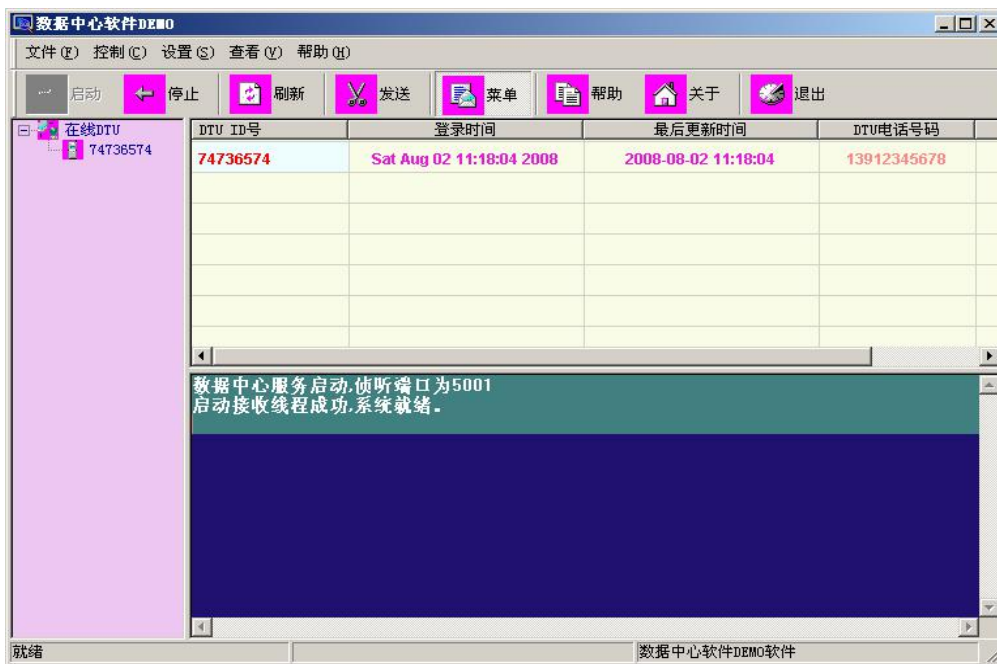 数据中心软件DEMO
文件(F) 控制(C) 设置(S) 查看(V) 帮助(H)
启动 停止 刷新 发送 菜单 帮助 关于 退出
在线DTU
74736574
DTU ID号 登录时间 最后更新时间 DTU电话号码
74736574 Sat Aug 02 11:18:04 2008 2008-08-02 11:18:04 13912345678
数据中心服务启动,侦听端口为5001
启动接收线程成功,系统就绪.
就绪 数据中心软件DEMO软件